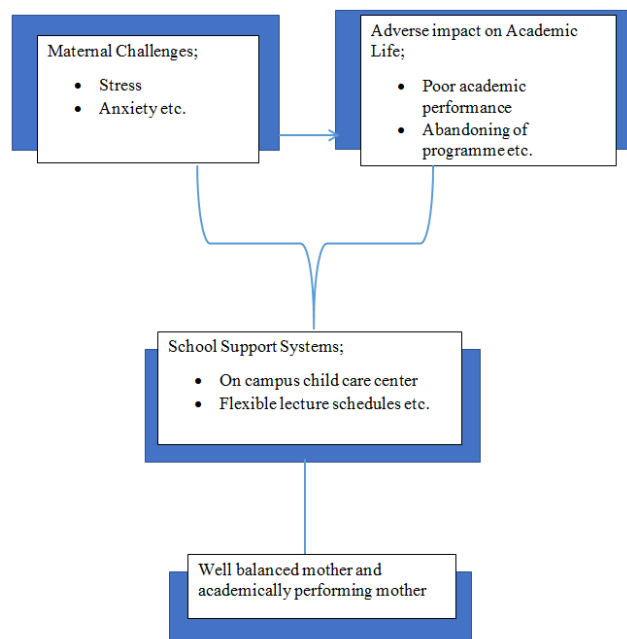 Maternal Challenges;
• Stress
• Anxiety etc.
Adverse impact on Academic
Life;
• Poor academic
performance
• Abandoning of
programme etc.
School Support Systems;
• On campus child care center
• Flexible lecture schedules etc.
Well balanced mother and
academically performing mother